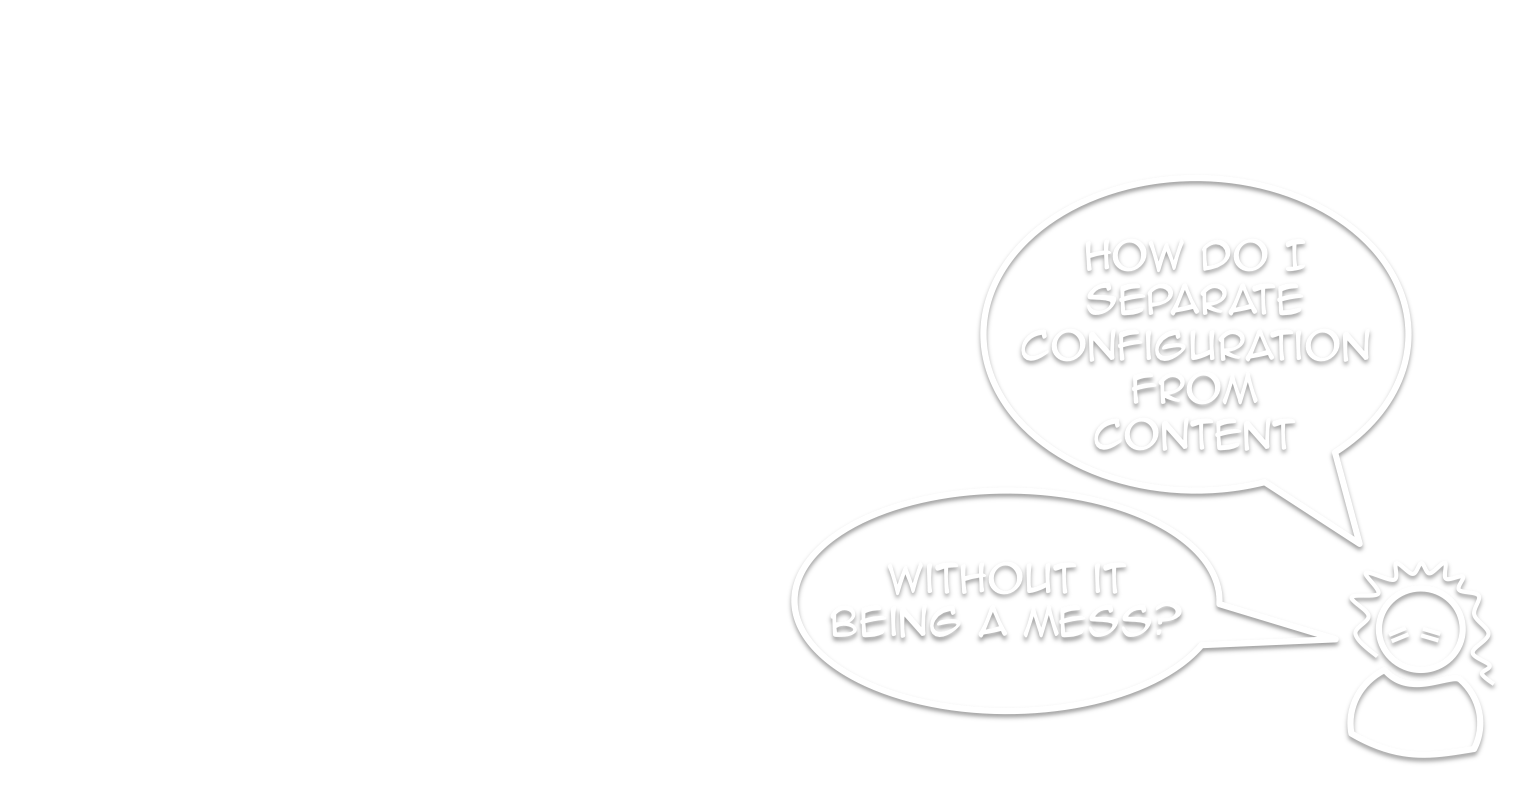 HOW DO I
SEPARATE
CONFIGURATION
FROM
CONTENT
WITHOUT IT
BEING A MESS?